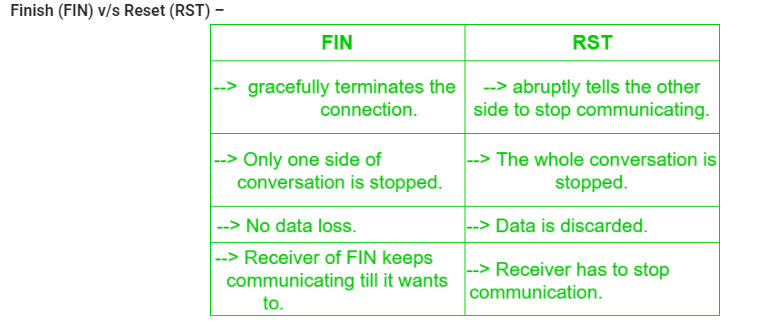 Finish (FIN) v/s Reset (RST) –
FIN
RST
--> gracefully terminates the
connection.
--> abruptly tells the other
side to stop communicating.
--> Only one side of
conversation is stopped.
--> The whole conversation is
stopped.
--> No data loss.
--> Data is discarded.
--> Receiver of FIN keeps
communicating till it wants
to.
--> Receiver has to stop
communication.